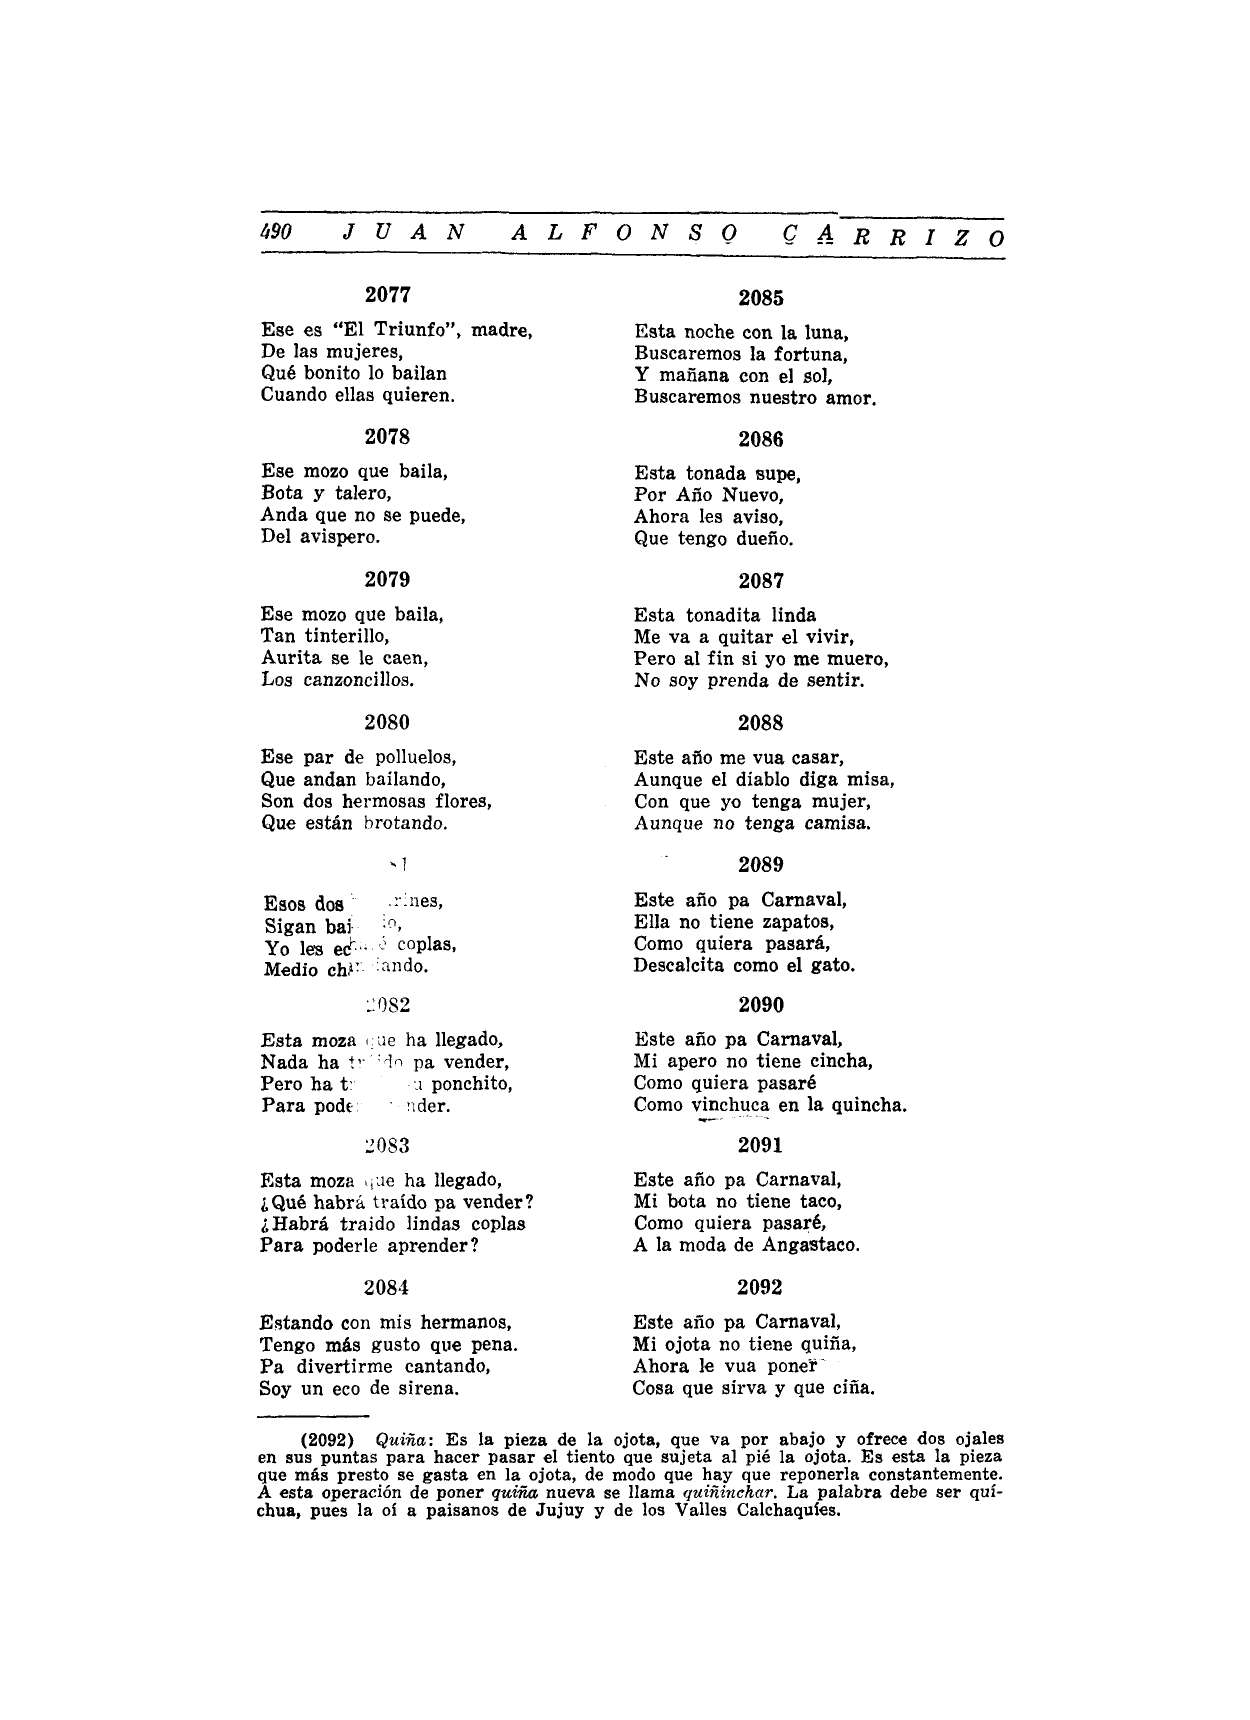 490 JUAN ALFONSO CARRIZO
2077
Ese es “El Triunfo”, madre,
De las mujeres,
Qué bonito lo bailan
Cuando ellas quieren.
2078
Ese mozo que baila,
Bota y talero,
Anda que no se puede,
Del avispero.
2079
Ese mozo que baila,
Tan tinterillo,
Aurita se le caen,
Los canzoncillos.
2080
Ese par de polluelos,
Que andan bailando,
Son dos hermosas flores,
Que están brotando.
Esos dos
Sigan
Yo les coplas,
Medio
2082
Esta moza que ha llegado,
Nada ha pa vender,
Pero ha ponchito,
Para
2083
Esta moza que ha llegado,
¿Qué habrá traído pa vender?
¿Habrá traido lindas coplas
Para poderle aprender?
2084
Estando con mis hermanos,
Tengo más gusto que pena.
Pa divertirme cantando,
Soy un eco de sirena.
2085
Esta noche con la luna,
Buscaremos la fortuna,
Y mañana con el sol,
Buscaremos nuestro amor.
2086
Esta tonada supe,
Por Año Nuevo,
Ahora les aviso,
Que tengo dueño.
2087
Esta tonadita linda
Me va a quitar el vivir,
Pero al fin si yo me muero,
No soy prenda de sentir.
2088
Este año me vua casar,
Aunque el diablo diga misa,
Con que yo tenga mujer,
Aunque no tenga camisa.
2089
Este año pa Carnaval,
Ella no tiene zapatos,
Como quiera pasará,
Descalcita como el gato.
2090
Este año pa Carnaval,
Mi apero no tiene cincha,
Como quiera pasaré
Como vinchuca en la quincha.
2091
Este año pa Carnaval,
Mi bota no tiene taco,
Como quiera pasaré,
A la moda de Angastaco.
2092
Este año pa Carnaval,
Mi ojota no tiene quiña,
Ahora le vua poner
Cosa que sirva y que ciña.
(2092) Quiña: Es la pieza de la ojota, que va por abajo y ofrece dos ojales
en sus puntas para hacer pasar el tiento que sujeta al pié la ojota. Es esta la pieza
que más presto se gasta en la ojota, de modo que hay que reponerla constantemente.
A esta operación de poner quiña nueva se llama quiñinchar. La palabra debe ser quí-
chua, pues la oí a paisanos de Jujuy y de los Valles Calchaquíes.